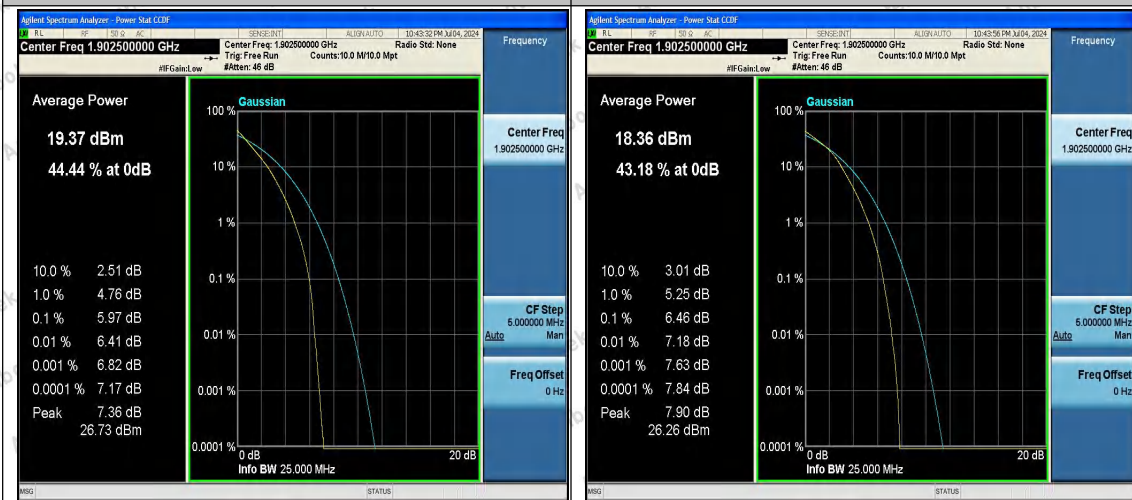 Agilent Spectrum Analyzer - Power Stat CCDF
RL RF 50 Ω AC SENSE:INT ALIGN AUTO 10:43:32 PM Jul 04, 2024
Center Freq 1.902500000 GHz
Center Freq: 1.902500000 GHz Radio Std: None
Trig: Free Run Counts:10.0 M/10.0 Mpt
#IFGain:Low #Atten: 46 dB
Frequency
Average Power
19.37 dBm
44.44 % at 0dB
10.0 % 2.51 dB
1.0 % 4.76 dB
0.1 % 5.97 dB
0.01 % 6.41 dB
0.001 % 6.82 dB
0.0001 % 7.17 dB
Peak 7.36 dB
26.73 dBm
Gaussian
100 %
10 %
1 %
0.1 %
0.01 %
0.001 %
0.0001 %
0 dB 20 dB
Info BW 25.000 MHz
Center Freq
1.902500000 GHz
CF Step
5.000000 MHz
Auto Man
Freq Offset
0 Hz
MSG STATUS
Agilent Spectrum Analyzer - Power Stat CCDF
RL RF 50 Ω AC SENSE:INT ALIGN AUTO 10:43:56 PM Jul 04, 2024
Center Freq 1.902500000 GHz
Center Freq: 1.902500000 GHz Radio Std: None
Trig: Free Run Counts:10.0 M/10.0 Mpt
#IFGain:Low #Atten: 46 dB
Frequency
Average Power
18.36 dBm
43.18 % at 0dB
10.0 % 3.01 dB
1.0 % 5.25 dB
0.1 % 6.46 dB
0.01 % 7.18 dB
0.001 % 7.63 dB
0.0001 % 7.84 dB
Peak 7.90 dB
26.26 dBm
Gaussian
100 %
10 %
1 %
0.1 %
0.01 %
0.001 %
0.0001 %
0 dB 20 dB
Info BW 25.000 MHz
Center Freq
1.902500000 GHz
CF Step
5.000000 MHz
Auto Man
Freq Offset
0 Hz
MSG STATUS